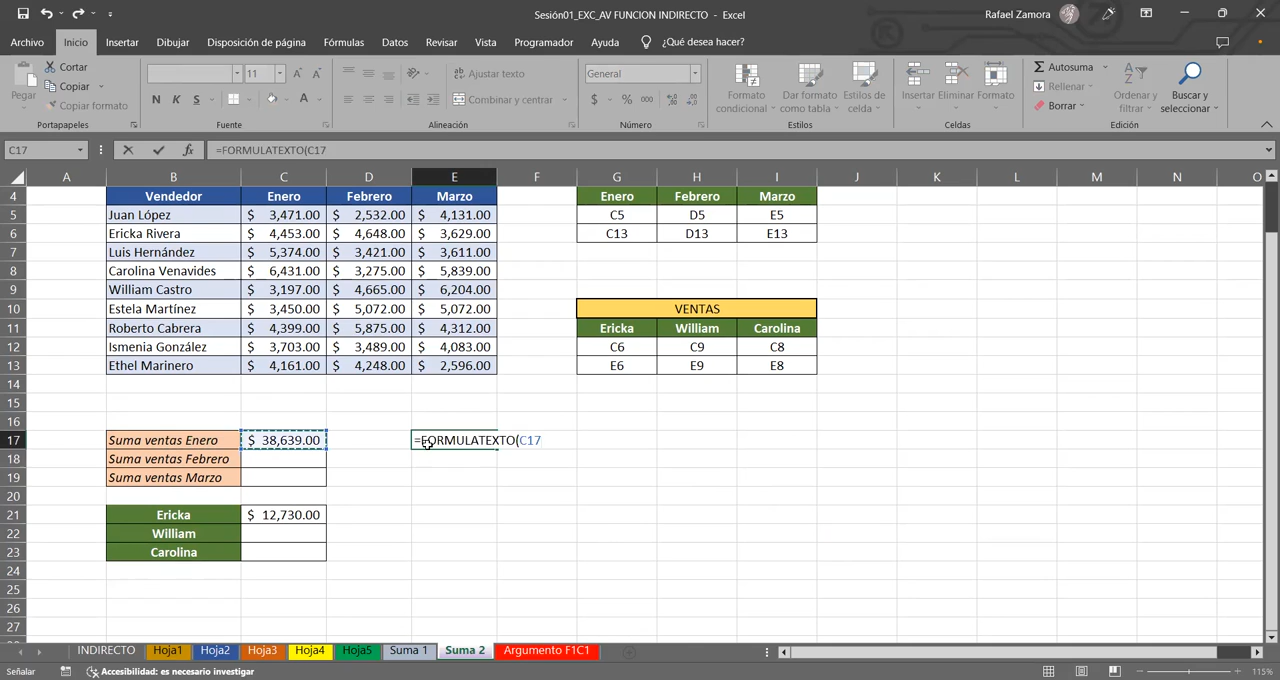 Sesión01_EXC_AV FUNCION INDIRECTO - Excel
Rafael Zamora
Archivo Inicio Insertar Dibujar Disposición de página Fórmulas Datos Revisar Vista Programador Ayuda ¿Qué desea hacer?
Pegar
Cortar
Copiar
Copiar formato
Portapapeles
11
N K S
A A
A
Fuente
Ajustar texto
Combinar y centrar
Alineación
General
$ % 000
Número
Formato condicional
Dar formato como tabla
Estilos de celda
Estilos
Insertar Eliminar Formato
Celdas
Autosuma
Rellenar
Borrar
Ordenar y filtrar
Buscar y seleccionar
Edición
C17 fx =FORMULATEXTO(C17
A B C D E F G H I J K L M N O
4 Vendedor Enero Febrero Marzo Enero Febrero Marzo
5 Juan López $ 3,471.00 $ 2,532.00 $ 4,131.00 C5 D5 E5
6 Ericka Rivera $ 4,453.00 $ 4,648.00 $ 3,629.00 C13 D13 E13
7 Luis Hernández $ 5,374.00 $ 3,421.00 $ 3,611.00
8 Carolina Venavides $ 6,431.00 $ 3,275.00 $ 5,839.00
9 William Castro $ 3,197.00 $ 4,665.00 $ 6,204.00
10 Estela Martínez $ 3,450.00 $ 5,072.00 $ 5,072.00 VENTAS
11 Roberto Cabrera $ 4,399.00 $ 5,875.00 $ 4,312.00 Ericka William Carolina
12 Ismenia González $ 3,703.00 $ 3,489.00 $ 4,083.00 C6 C9 C8
13 Ethel Marinero $ 4,161.00 $ 4,248.00 $ 2,596.00 E6 E9 E8
14
15
16
17 Suma ventas Enero $ 38,639.00 =FORMULATEXTO(C17
18 Suma ventas Febrero
19 Suma ventas Marzo
20
21 Ericka $ 12,730.00
22 William
23 Carolina
24
25
26
27
INDIRECTO Hoja1 Hoja2 Hoja3 Hoja4 Hoja5 Suma 1 Suma 2 Argumento F1C1
Señalar Accesibilidad: es necesario investigar 115%